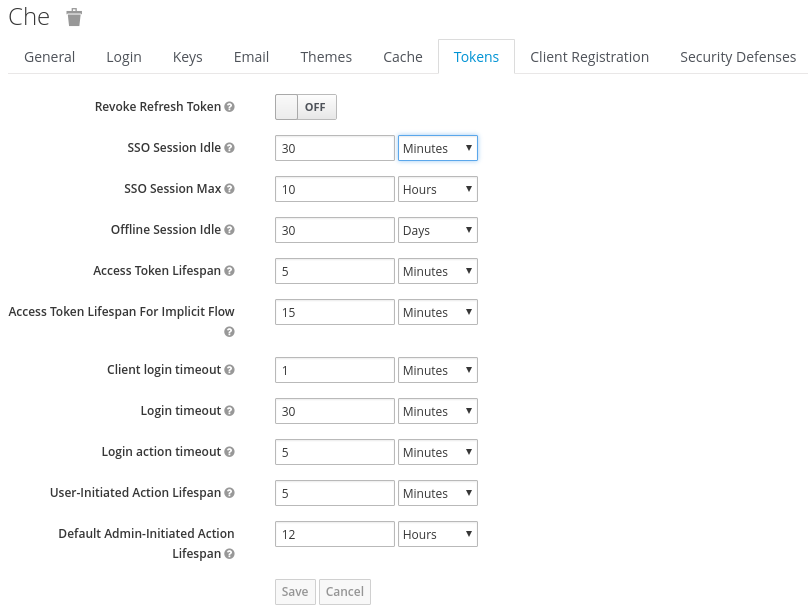 Che
General Login Keys Email Themes Cache Tokens Client Registration Security Defenses
Revoke Refresh Token OFF
SSO Session Idle 30 Minutes
SSO Session Max 10 Hours
Offline Session Idle 30 Days
Access Token Lifespan 5 Minutes
Access Token Lifespan For Implicit Flow 15 Minutes
Client login timeout 1 Minutes
Login timeout 30 Minutes
Login action timeout 5 Minutes
User-Initiated Action Lifespan 5 Minutes
Default Admin-Initiated Action 12 Hours
Lifespan
Save Cancel